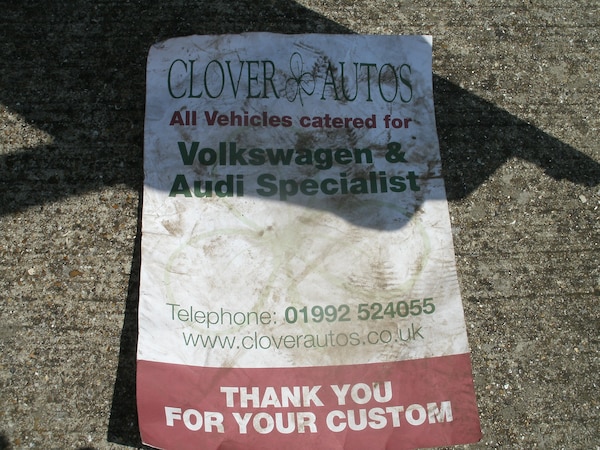 CLOVER AUTOS
All Vehicles catered for
Volkswagen &
Audi Specialist
Telephone: 01992 524055
www.cloverautos.co.uk
THANK YOU
FOR YOUR CUSTOM